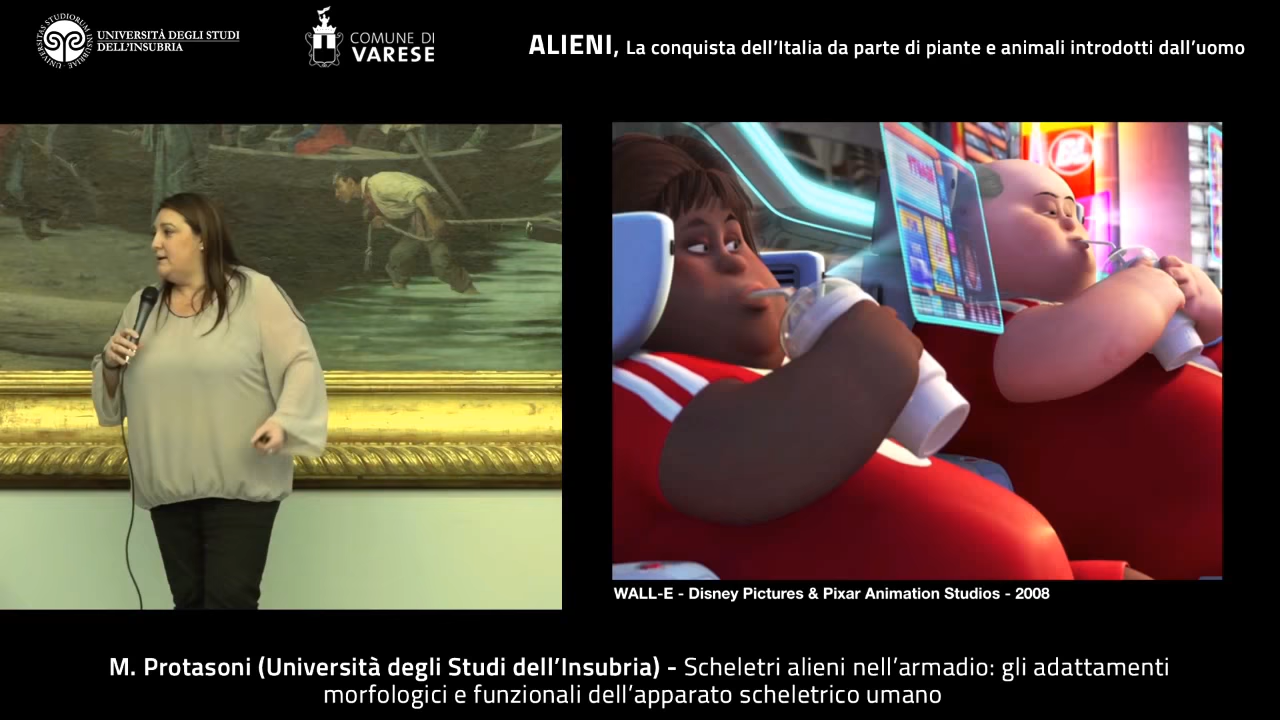 UNIVERSITÀ DEGLI STUDI
DELL'INSUBRIA
COMUNE DI
VARESE
ALIENI, La conquista dell'Italia da parte di piante e animali introdotti dall'uomo
BL
WALL-E - Disney Pictures & Pixar Animation Studios - 2008
M. Protasoni (Università degli Studi dell'Insubria) - Scheletri alieni nell'armadio: gli adattamenti
morfologici e funzionali dell'apparato scheletrico umano